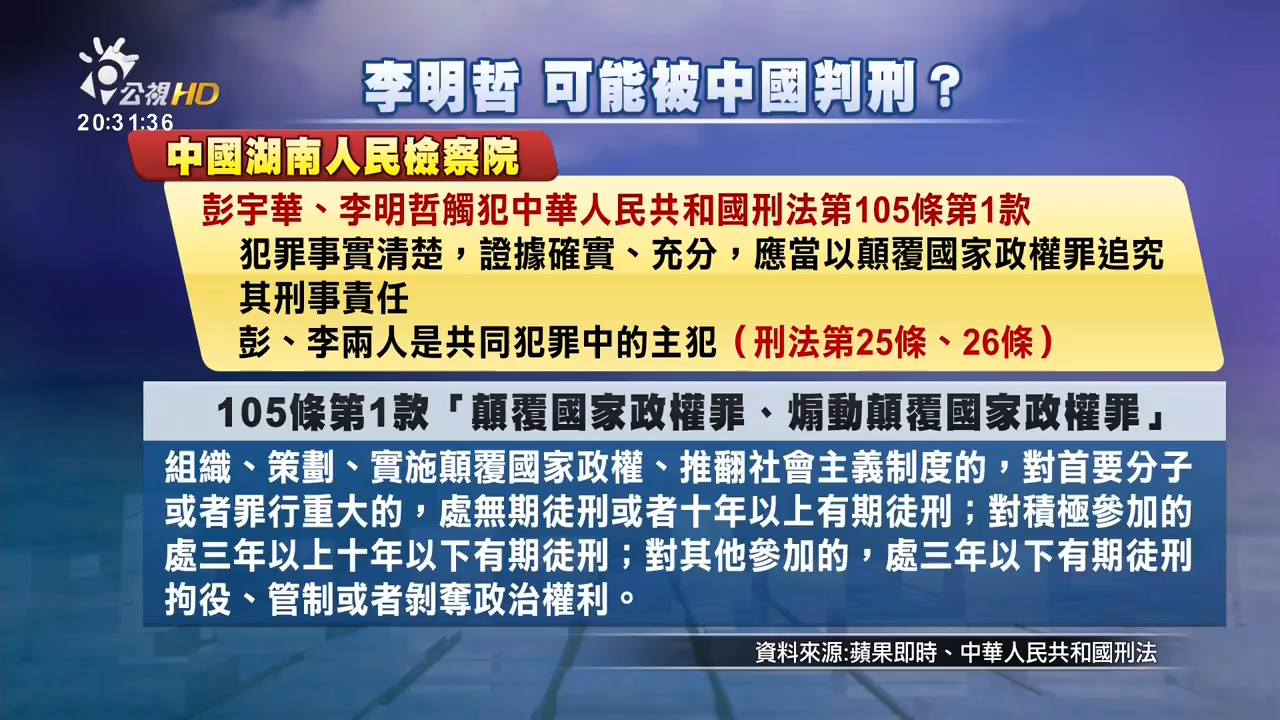 公視HD
20:31:36
李明哲 可能被中國判刑？
中國湖南人民檢察院
彭宇華、李明哲觸犯中華人民共和國刑法第105條第1款
犯罪事實清楚，證據確實、充分，應當以顛覆國家政權罪追究
其刑事責任
彭、李兩人是共同犯罪中的主犯（刑法第25條、26條）
105條第1款「顛覆國家政權罪、煽動顛覆國家政權罪」
組織、策劃、實施顛覆國家政權、推翻社會主義制度的，對首要分子
或者罪行重大的，處無期徒刑或者十年以上有期徒刑；對積極參加的
處三年以上十年以下有期徒刑；對其他參加的，處三年以下有期徒刑
拘役、管制或者剝奪政治權利。
資料來源:蘋果即時、中華人民共和國刑法